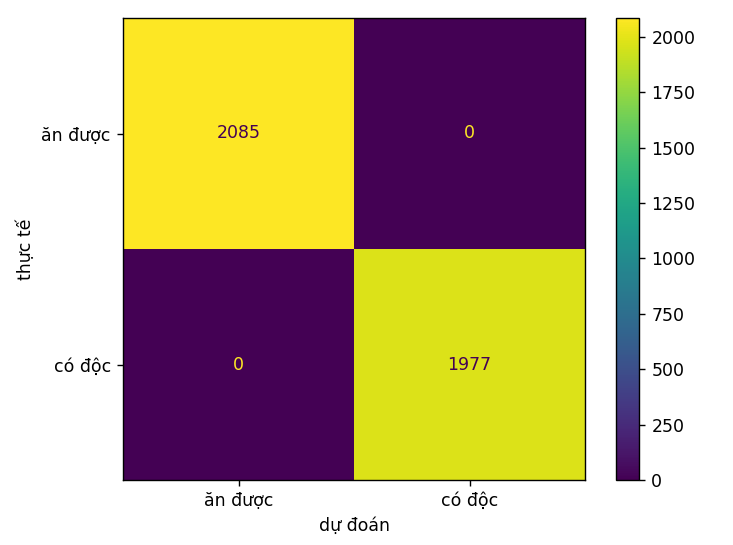 ăn được
có độc
thực tế
2085
0
0
1977
ăn được
có độc
dự đoán
2000
1750
1500
1250
1000
750
500
250
0